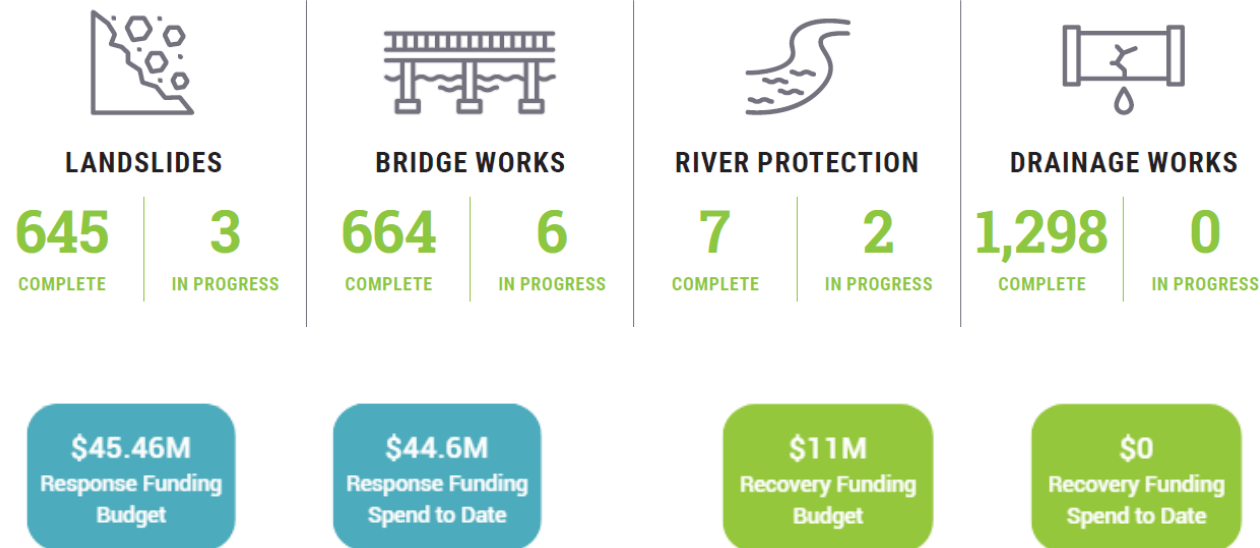 LANDSLIDES
645
COMPLETE
3
IN PROGRESS
BRIDGE WORKS
664
COMPLETE
6
IN PROGRESS
RIVER PROTECTION
7
COMPLETE
2
IN PROGRESS
DRAINAGE WORKS
1,298
COMPLETE
0
IN PROGRESS
$45.46M
Response Funding
Budget
$44.6M
Response Funding
Spend to Date
$11M
Recovery Funding
Budget
$0
Recovery Funding
Spend to Date